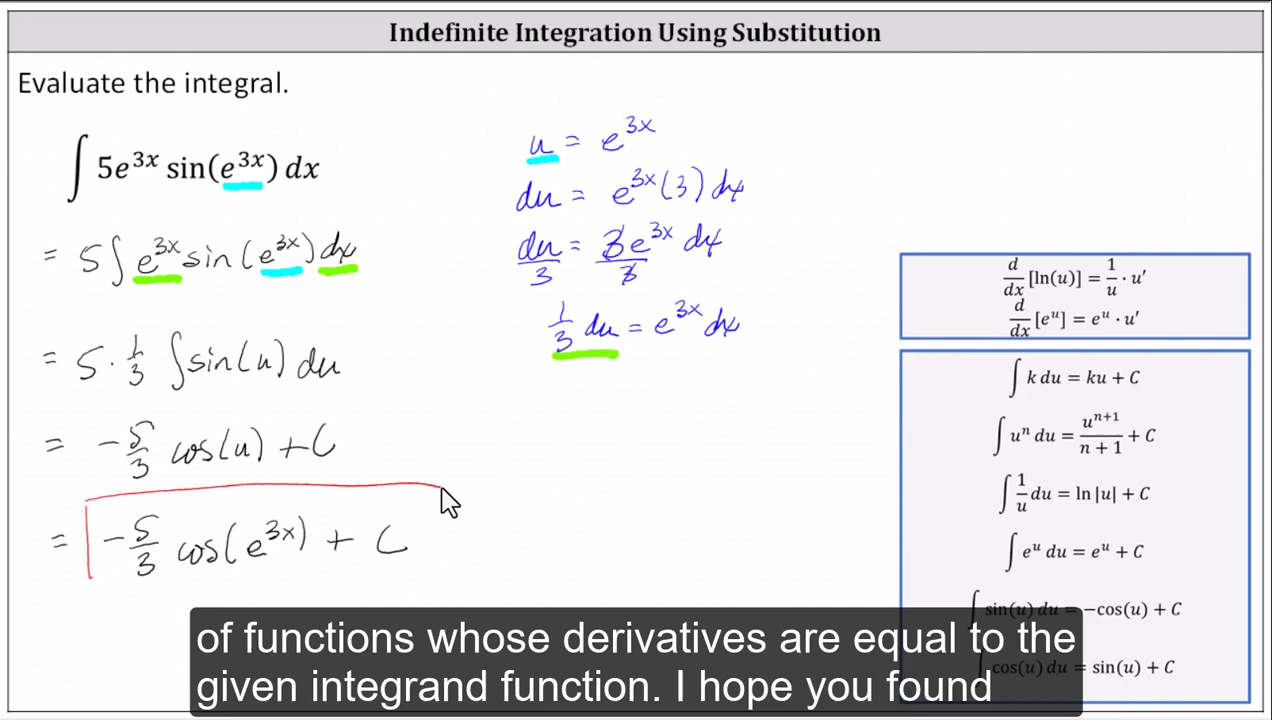 Indefinite Integration Using Substitution
Evaluate the integral.
∫ 5e^{3x} sin(e^{3x}) dx
= 5∫ e^{3x} sin(e^{3x}) dx
= 5 · 1/3 ∫ sin(u) du
= -5/3 cos(u) + C
= -5/3 cos(e^{3x}) + C
u = e^{3x}
du = e^{3x}(3) dx
du/3 = 3e^{3x}/3 dx
1/3 du = e^{3x} dx
d/dx [ln(u)] = 1/u · u′
d/dx [e^u] = e^u · u′
∫ k du = ku + C
∫ u^n du = u^{n+1}/(n + 1) + C
∫ 1/u du = ln |u| + C
∫ e^u du = e^u + C
∫ sin(u) du = −cos(u) + C
∫ cos(u) du = sin(u) + C
of functions whose derivatives are equal to the
given integrand function. I hope you found